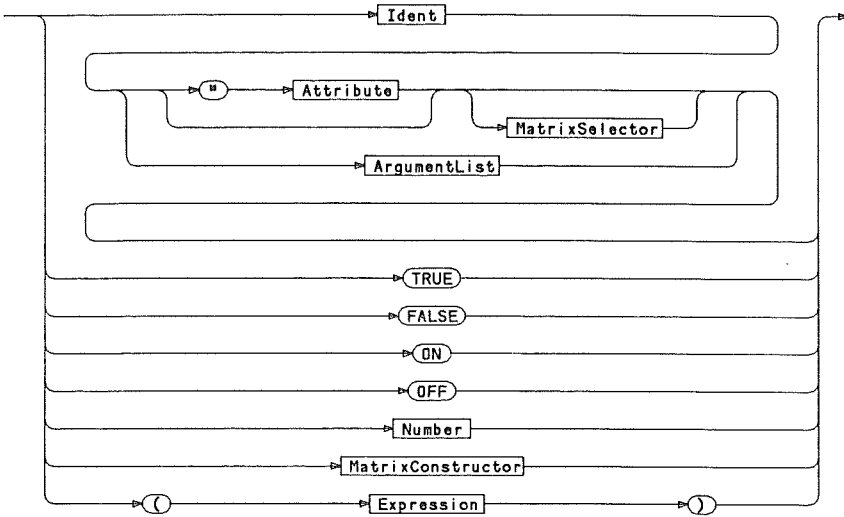 Ident
" Attribute
MatrixSelector
ArgumentList
TRUE
FALSE
ON
OFF
Number
MatrixConstructor
( Expression )